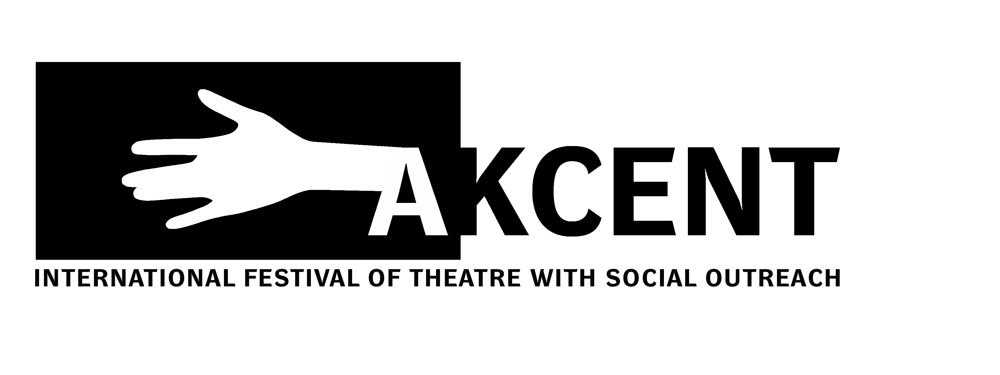 AKCENT
INTERNATIONAL FESTIVAL OF THEATRE WITH SOCIAL OUTREACH